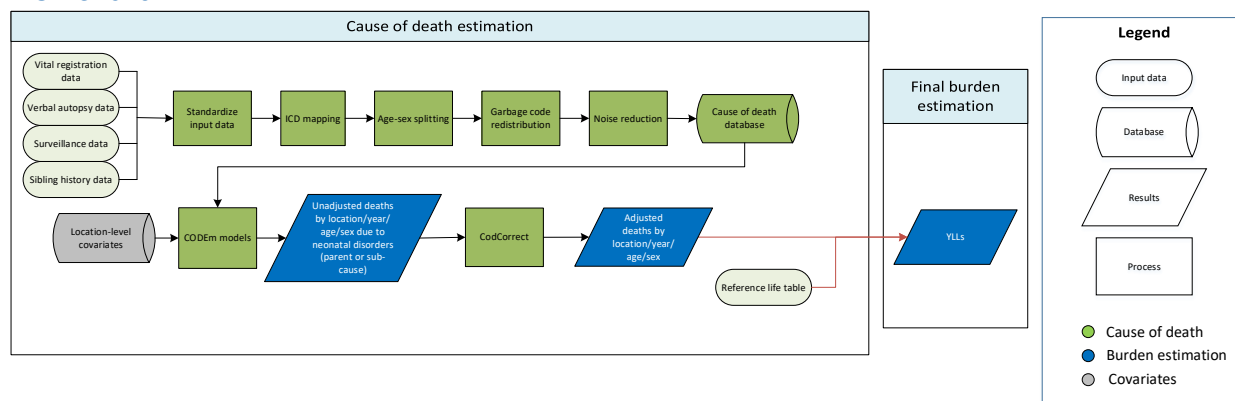 Cause of death estimation
Vital registration
data
Verbal autopsy data
Surveillance data
Sibling history data
Standardize
input data
ICD mapping
Age-sex splitting
Garbage code
redistribution
Noise reduction
Cause of death
database
Location-level
covariates
CODEm models
Unadjusted deaths
by location/year/
age/sex due to
neonatal disorders
(parent or sub-
cause)
CodCorrect
Adjusted
deaths by
location/year/
age/sex
Reference life table
Final burden
estimation
YLLs
Legend
Input data
Database
Results
Process
Cause of death
Burden estimation
Covariates